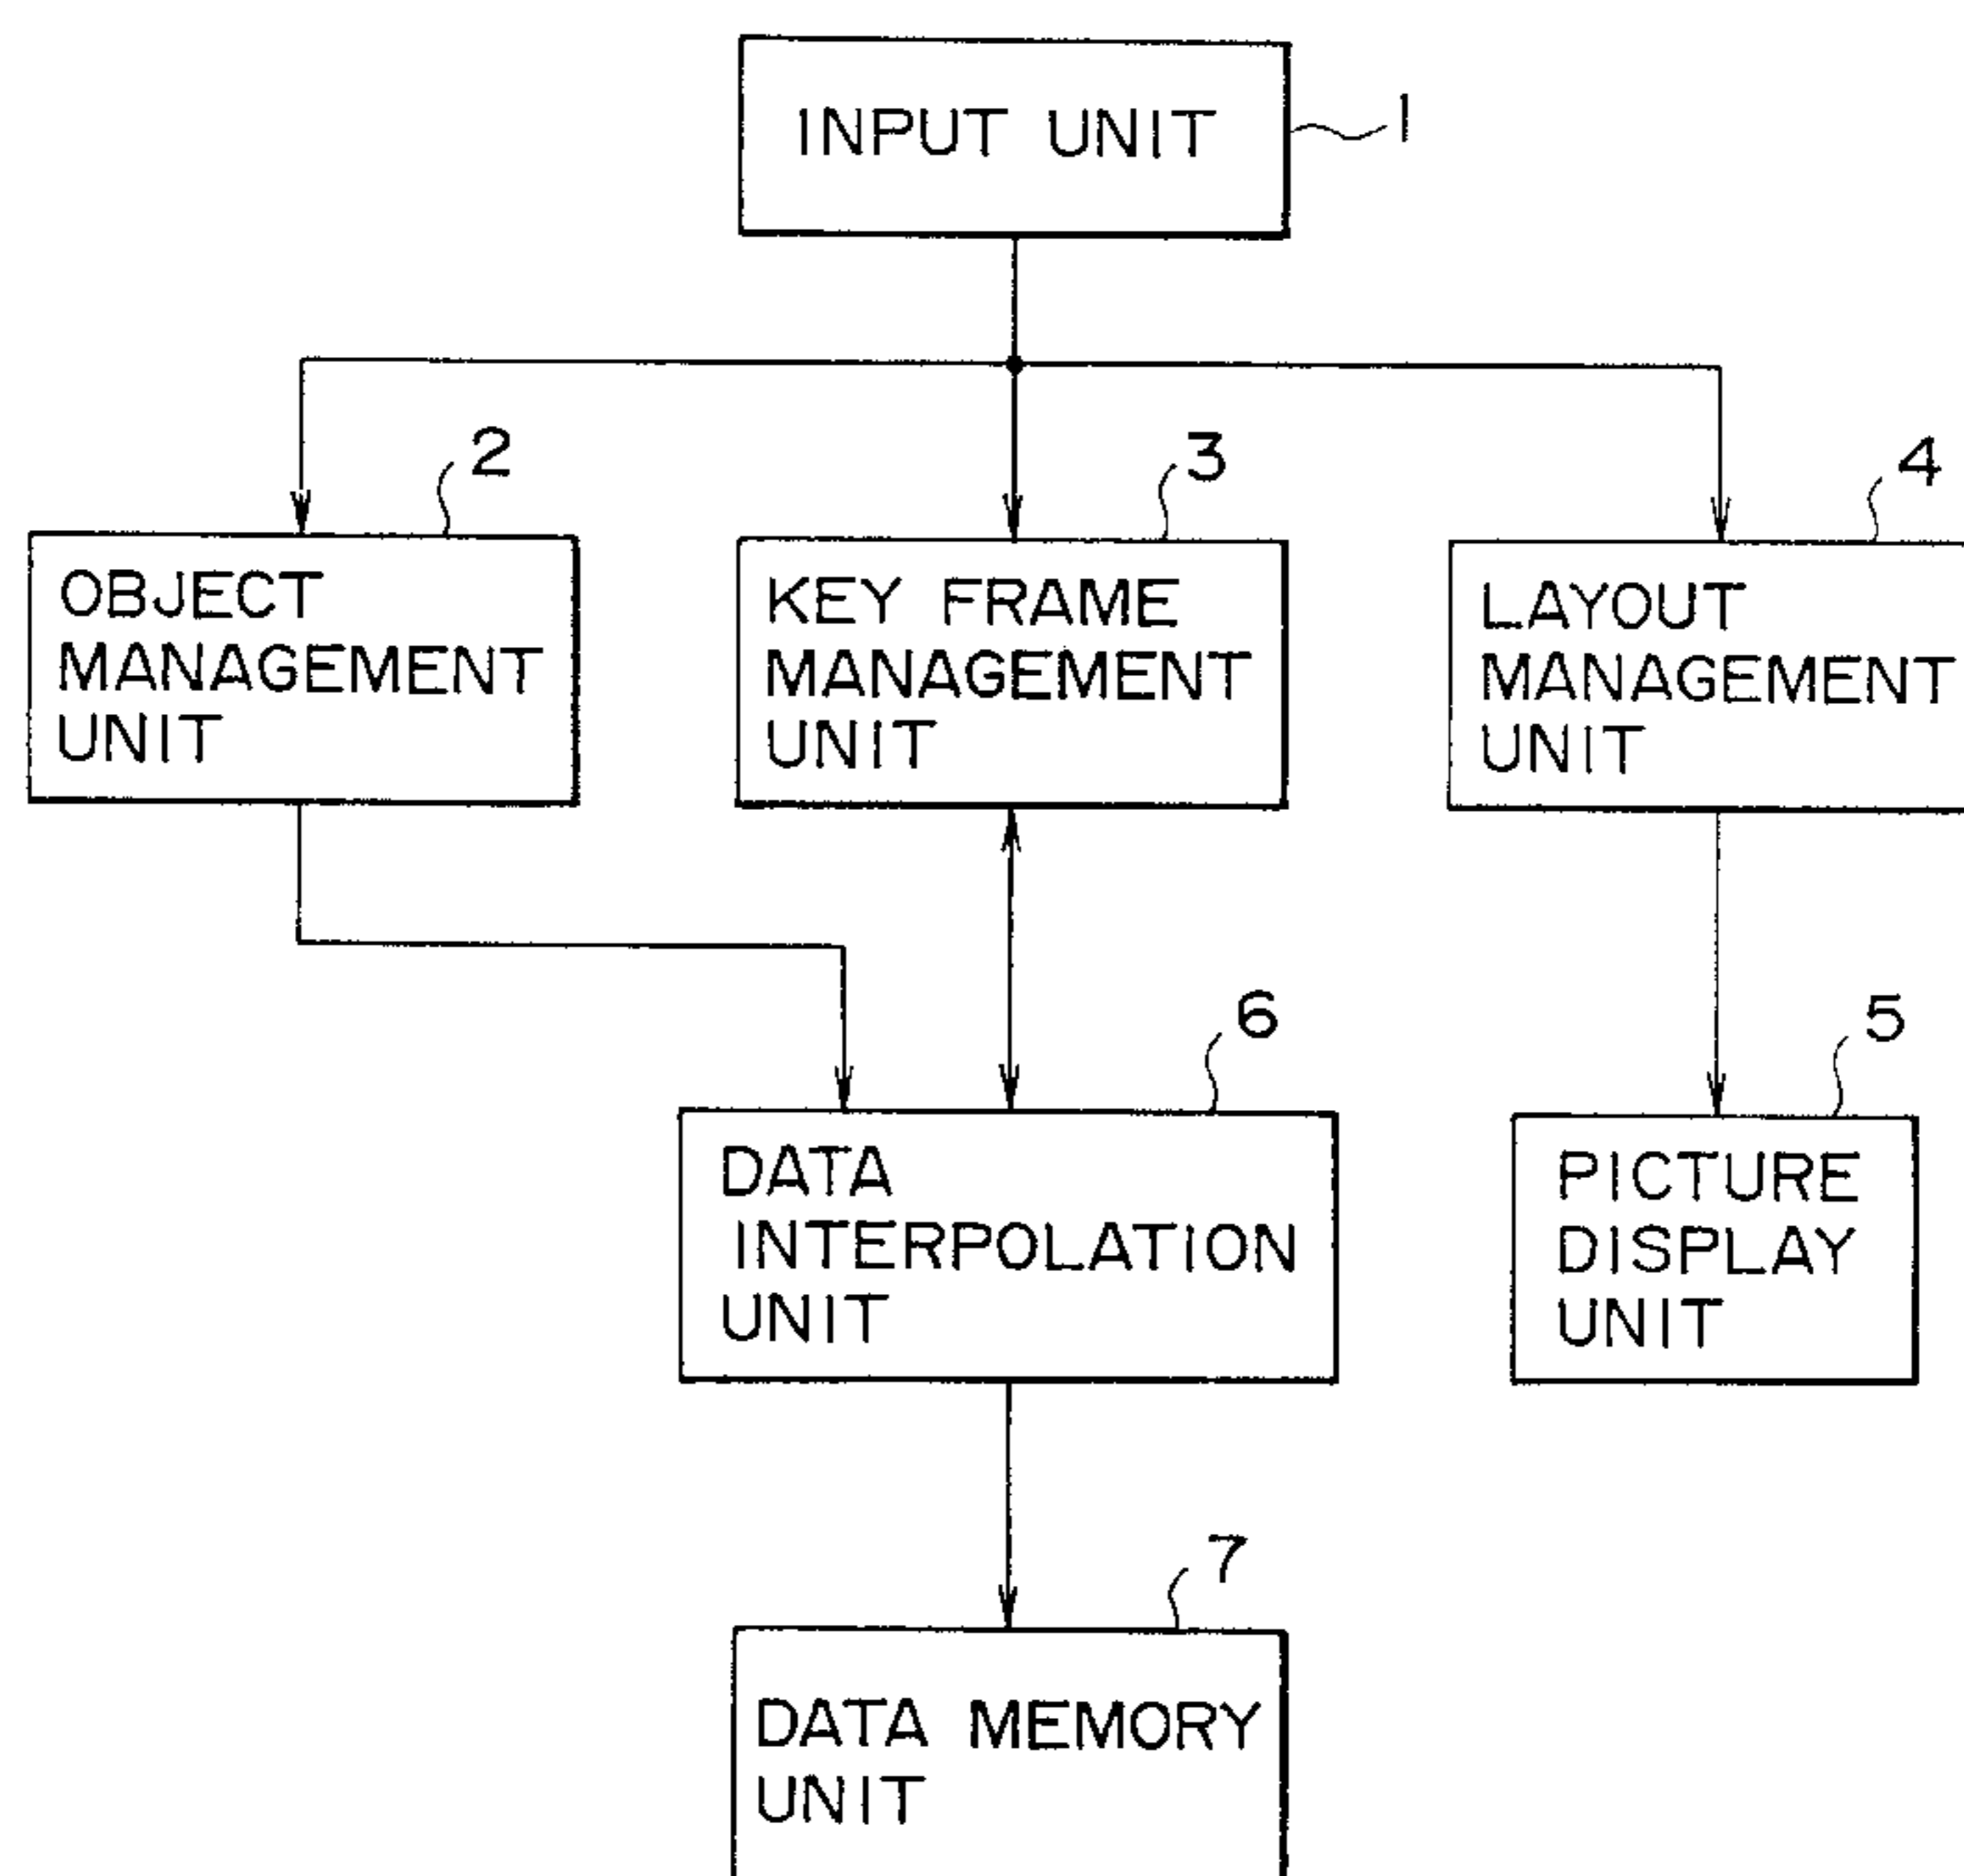 INPUT UNIT
1
2
OBJECT
MANAGEMENT
UNIT
3
KEY FRAME
MANAGEMENT
UNIT
4
LAYOUT
MANAGEMENT
UNIT
6
DATA
INTERPOLATION
UNIT
5
PICTURE
DISPLAY
UNIT
7
DATA MEMORY
UNIT